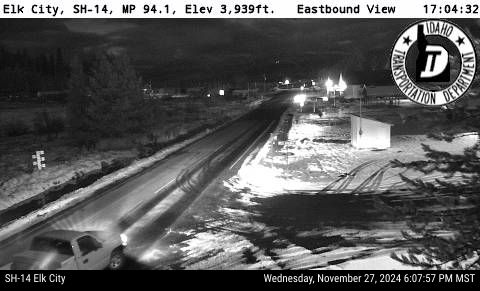 Elk City, SH-14, MP 94.1, Elev 3,939ft. Eastbound View 17:04:32
IDAHO
TRANSPORTATION DEPARTMENT
SH-14 Elk City Wednesday, November 27, 2024 6:07:57 PM MST